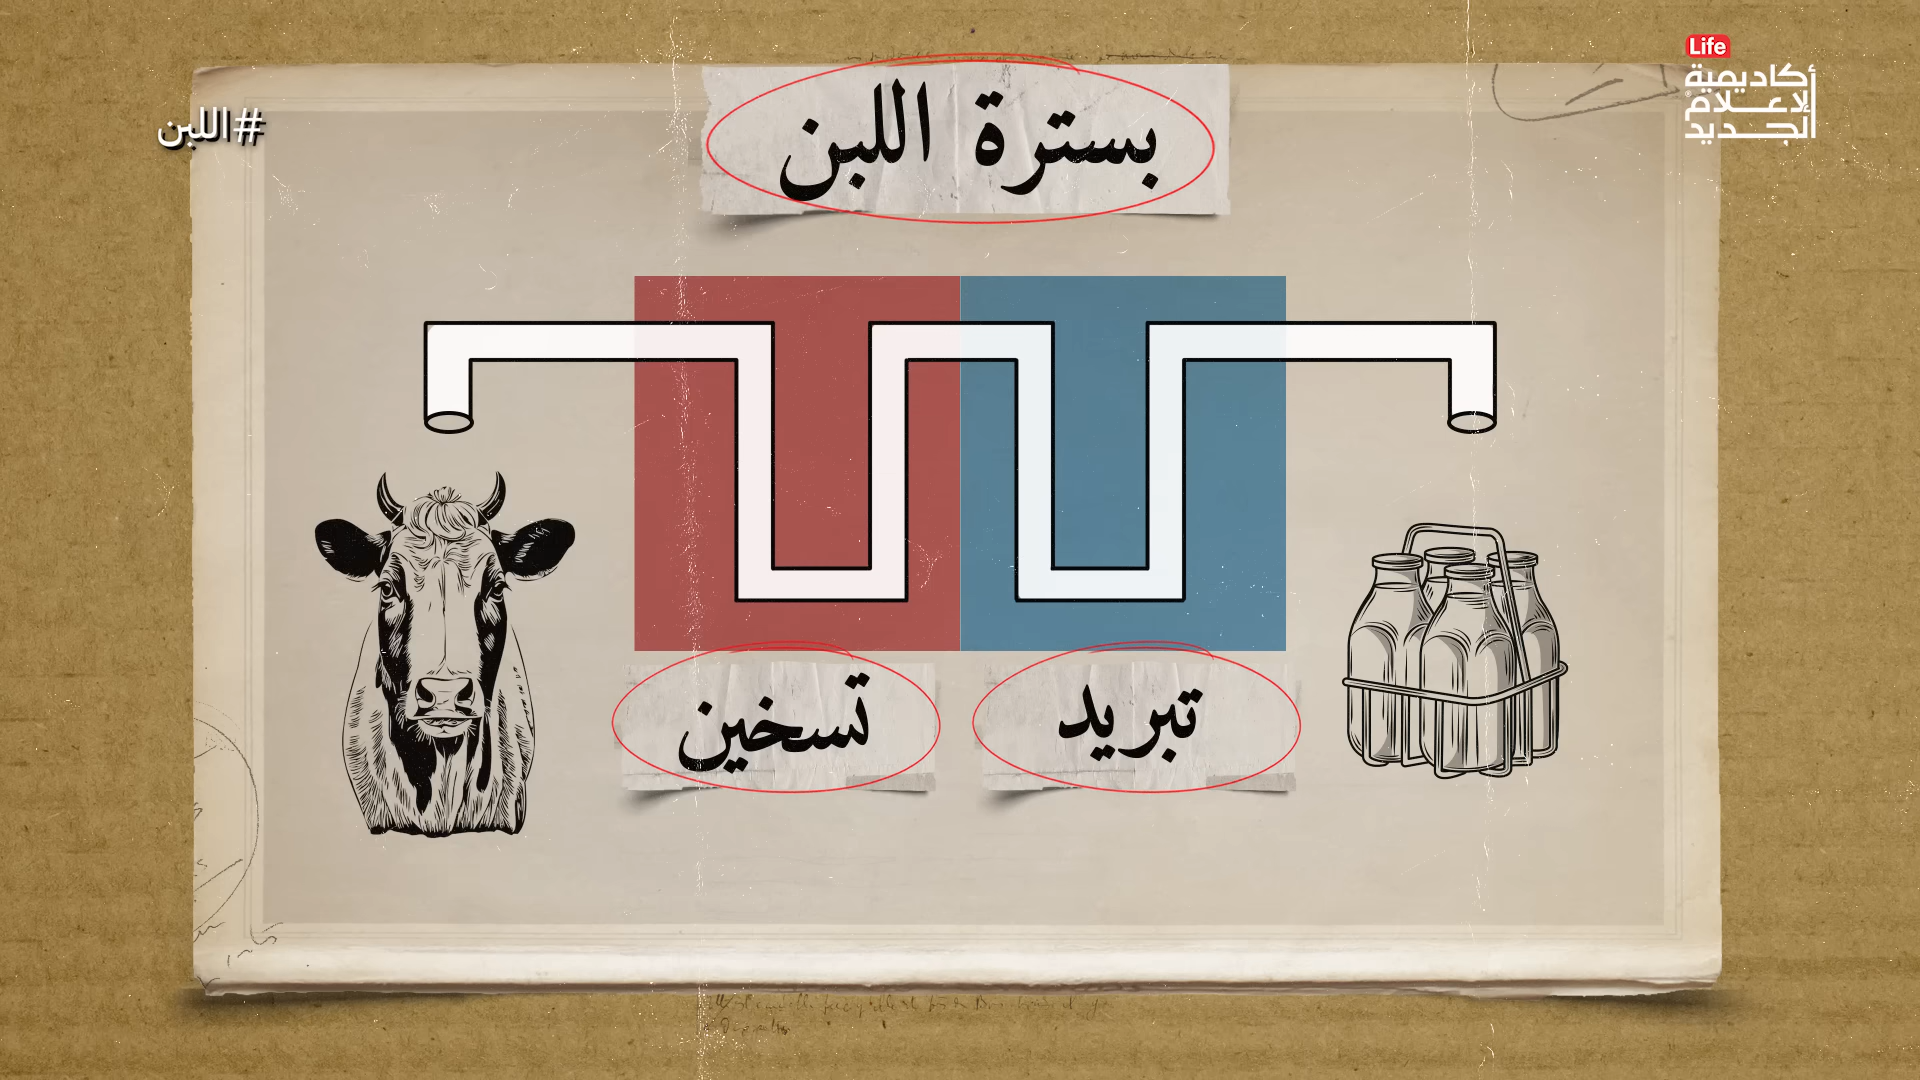 Life
أكاديمية
الإعلام
الجديد
#اللبن
بسترة اللبن
تسخين
تبريد